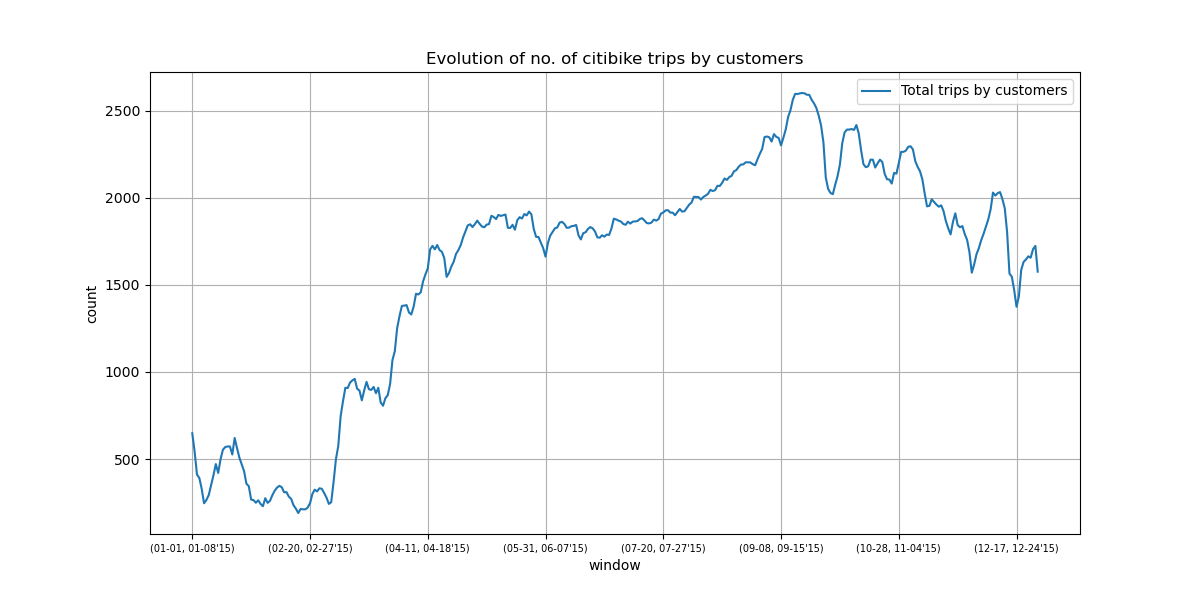 Evolution of no. of citibike trips by customers
Total trips by customers
2500
2000
1500
1000
500
count
(01-01, 01-08'15) (02-20, 02-27'15) (04-11, 04-18'15) (05-31, 06-07'15) (07-20, 07-27'15) (09-08, 09-15'15) (10-28, 11-04'15) (12-17, 12-24'15)
window